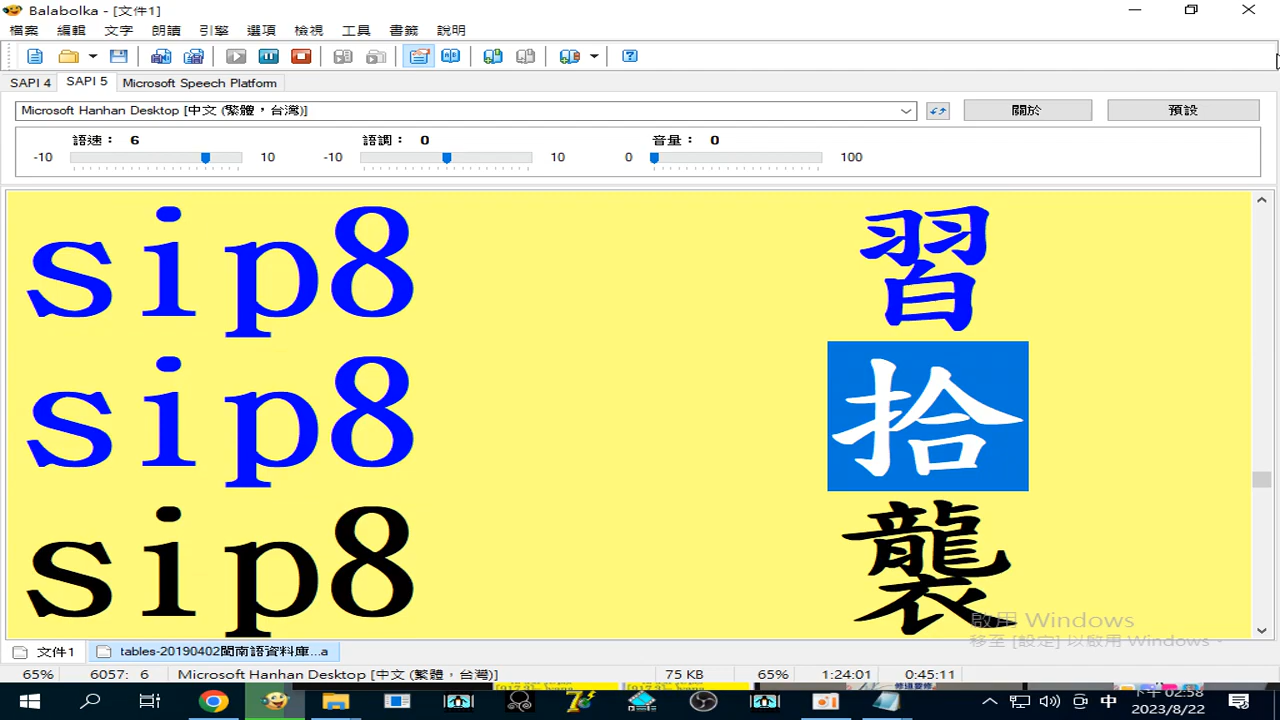 Balabolka - [文件1]
檔案 編輯 文字 朗讀 引擎 選項 檢視 工具 書籤 說明
SAPI 4 SAPI 5 Microsoft Speech Platform
Microsoft Hanhan Desktop [中文 (繁體，台灣)] 關於 預設
語速： 6 語調： 0 音量： 0
-10 10 -10 10 0 100
sip8 習
sip8 拾
sip8 襲
啟用 Windows
移至 [設定] 以啟用 Windows。
文件1 tables-20190402閩南語資料庫...a
65% 6057: 6 Microsoft Hanhan Desktop [中文 (繁體，台灣)] 75 KB 65% 1:24:01 0:45:11
中 下午 02:58
2023/8/22